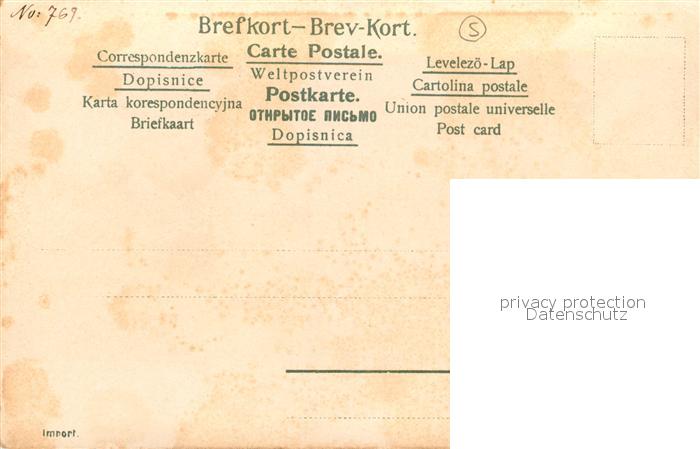 No: 769.
Brefkort—Brev-Kort.
S
Correspondenzkarte
Dopisnice
Karta korespondencyjna
Briefkaart
Carte Postale.
Weltpostverein
Postkarte.
ОТКРЫТОЕ ПИСЬМО
Dopisnica
Levelező-Lap
Cartolina postale
Union postale universelle
Post card
privacy protection
Datenschutz
Import.